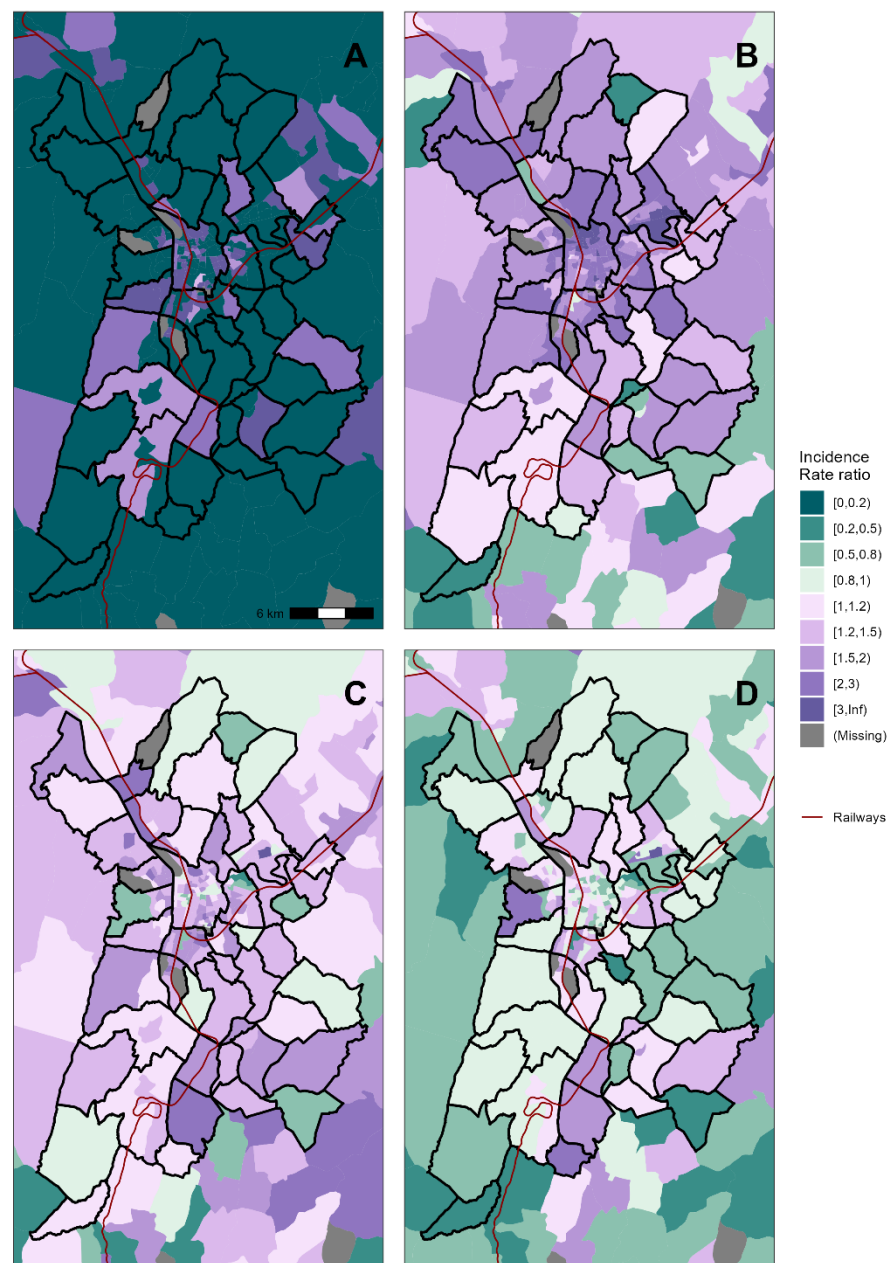 A
B
6 km
C
D
Incidence
Rate ratio
[0,0.2)
[0.2,0.5)
[0.5,0.8)
[0.8,1)
[1,1.2)
[1.2,1.5)
[1.5,2)
[2,3)
[3,Inf)
(Missing)
Railways